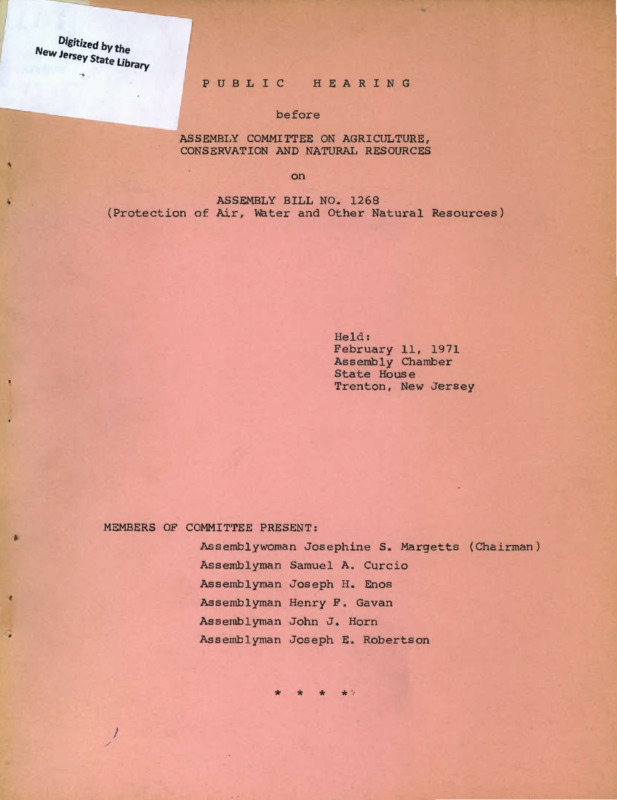 Digitized by the
New Jersey State Library
P U B L I C   H E A R I N G
before
ASSEMBLY COMMITTEE ON AGRICULTURE,
CONSERVATION AND NATURAL RESOURCES
on
ASSEMBLY BILL NO. 1268
(Protection of Air, Water and Other Natural Resources)
Held:
February 11, 1971
Assembly Chamber
State House
Trenton, New Jersey
MEMBERS OF COMMITTEE PRESENT:
Assemblywoman Josephine S. Margetts (Chairman)
Assemblyman Samuel A. Curcio
Assemblyman Joseph H. Enos
Assemblyman Henry F. Gavan
Assemblyman John J. Horn
Assemblyman Joseph E. Robertson
* * * *